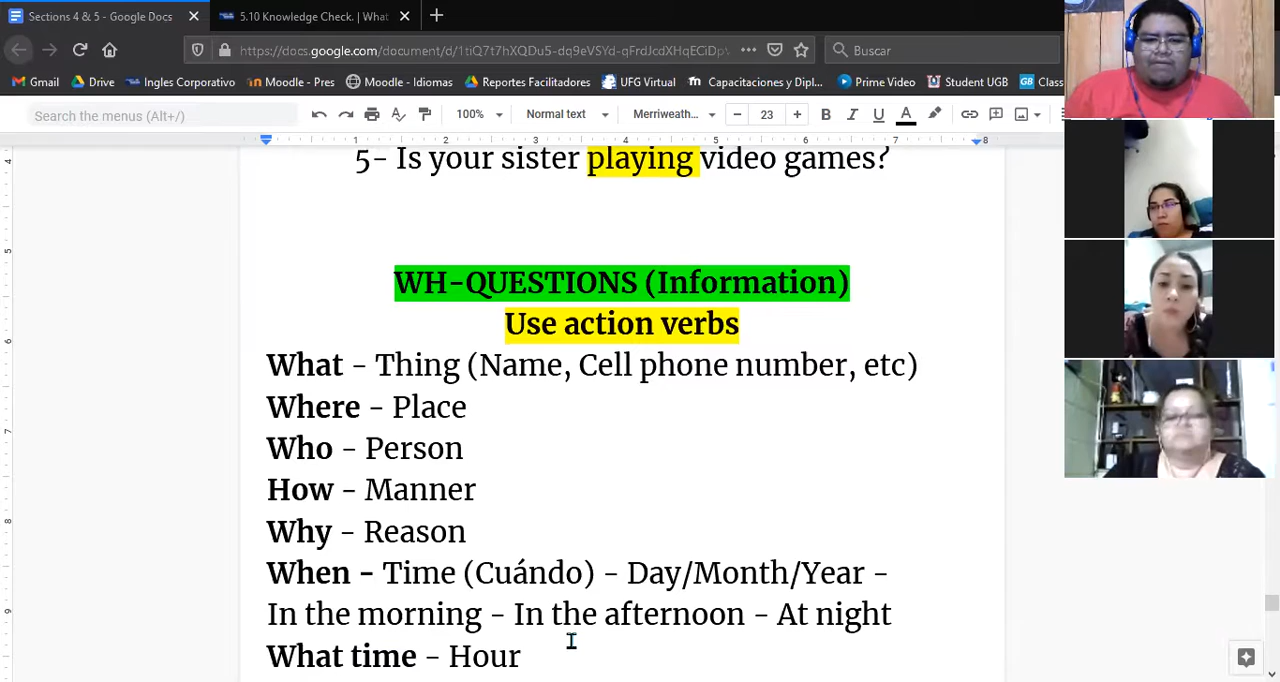 Sections 4 & 5 - Google Docs
5.10 Knowledge Check. | What
https://docs.google.com/document/d/1tiQ7t7hXQDu5-dq9eVSYd-qFrdJcdXHqECiDp
Buscar
Gmail
Drive
Ingles Corporativo
Moodle - Pres
Moodle - Idiomas
Reportes Facilitadores
UFG Virtual
Capacitaciones y Dipl...
Prime Video
Student UGB
Class
Search the menus (Alt+/)
100%
Normal text
Merriweath...
23
5- Is your sister playing video games?
WH-QUESTIONS (Information)
Use action verbs
What - Thing (Name, Cell phone number, etc)
Where - Place
Who - Person
How - Manner
Why - Reason
When - Time (Cuándo) - Day/Month/Year -
In the morning - In the afternoon - At night
What time - Hour